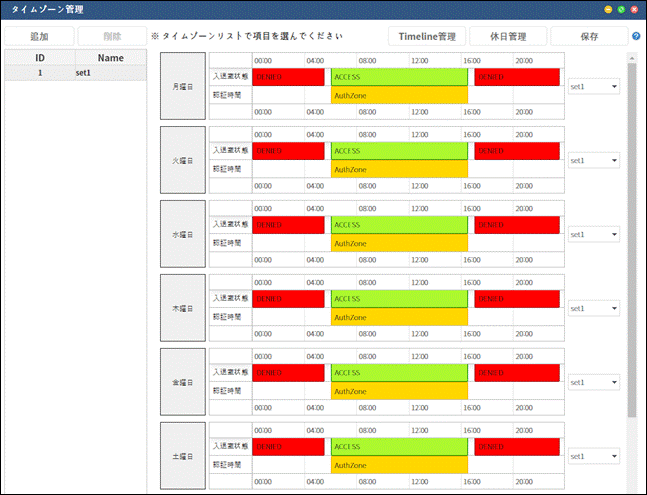 タイムゾーン管理
追加 削除 ※ タイムゾーンリストで項目を選んでください Timeline管理 休日管理 保存
ID Name
1 set1
00:00 04:00 08:00 12:00 16:00 20:00
月曜日 入退室状態 DENIED ACCESS DENIED set1
認証時間 AuthZone
00:00 04:00 08:00 12:00 16:00 20:00
00:00 04:00 08:00 12:00 16:00 20:00
火曜日 入退室状態 DENIED ACCESS DENIED set1
認証時間 AuthZone
00:00 04:00 08:00 12:00 16:00 20:00
00:00 04:00 08:00 12:00 16:00 20:00
水曜日 入退室状態 DENIED ACCESS DENIED set1
認証時間 AuthZone
00:00 04:00 08:00 12:00 16:00 20:00
00:00 04:00 08:00 12:00 16:00 20:00
木曜日 入退室状態 DENIED ACCESS DENIED set1
認証時間 AuthZone
00:00 04:00 08:00 12:00 16:00 20:00
00:00 04:00 08:00 12:00 16:00 20:00
金曜日 入退室状態 DENIED ACCESS DENIED set1
認証時間 AuthZone
00:00 04:00 08:00 12:00 16:00 20:00
00:00 04:00 08:00 12:00 16:00 20:00
土曜日 入退室状態 DENIED ACCESS DENIED set1
認証時間 AuthZone
00:00 04:00 08:00 12:00 16:00 20:00